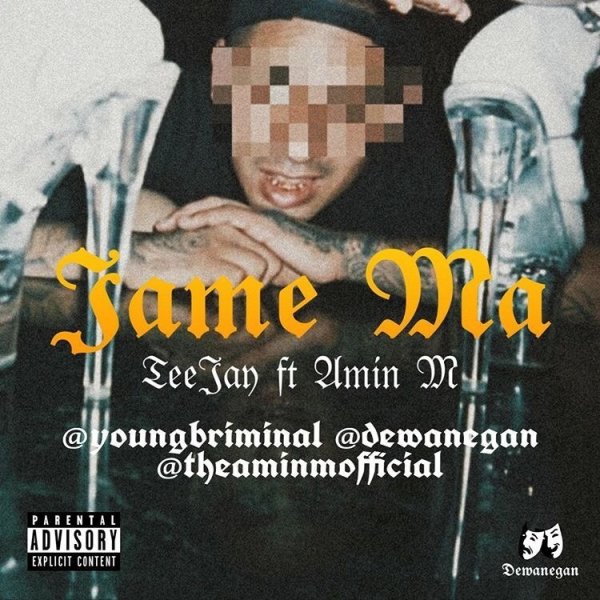 Jame Ma
TeeJay ft Amin M
@youngbriminal @dewanegan
@theaminmofficial
PARENTAL
ADVISORY
EXPLICIT CONTENT
Dewanegan